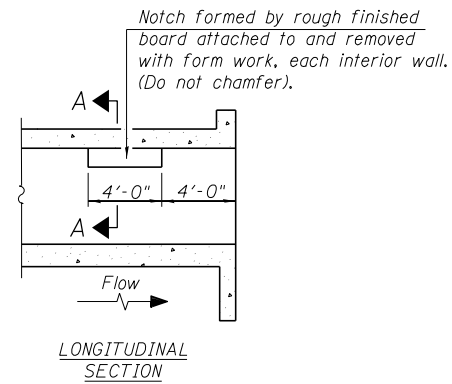 Notch formed by rough finished
board attached to and removed
with form work, each interior wall.
(Do not chamfer).
A
4'-0" 4'-0"
A
Flow
LONGITUDINAL
SECTION